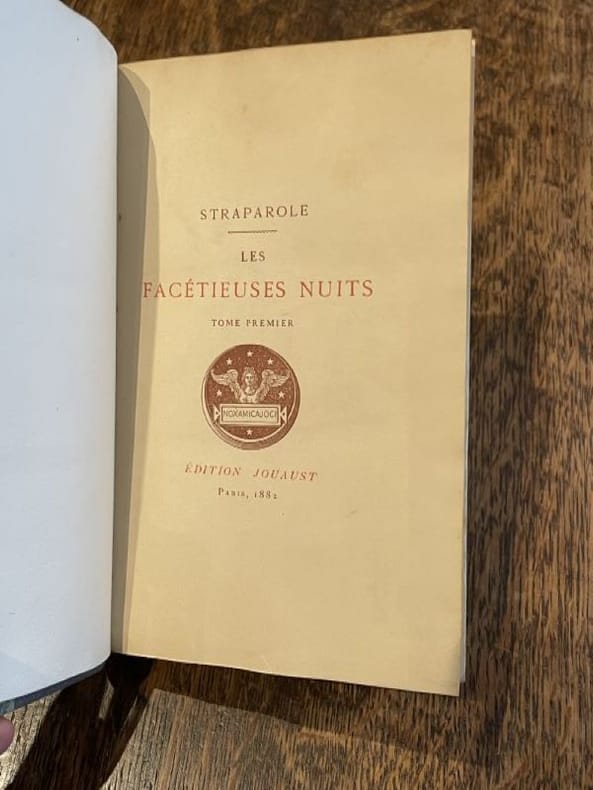 STRAPAROLE
LES
FACÉTIEUSES NUITS
TOME PREMIER
NOXAMICAJOCI
ÉDITION JOUAUST
PARIS, 1882